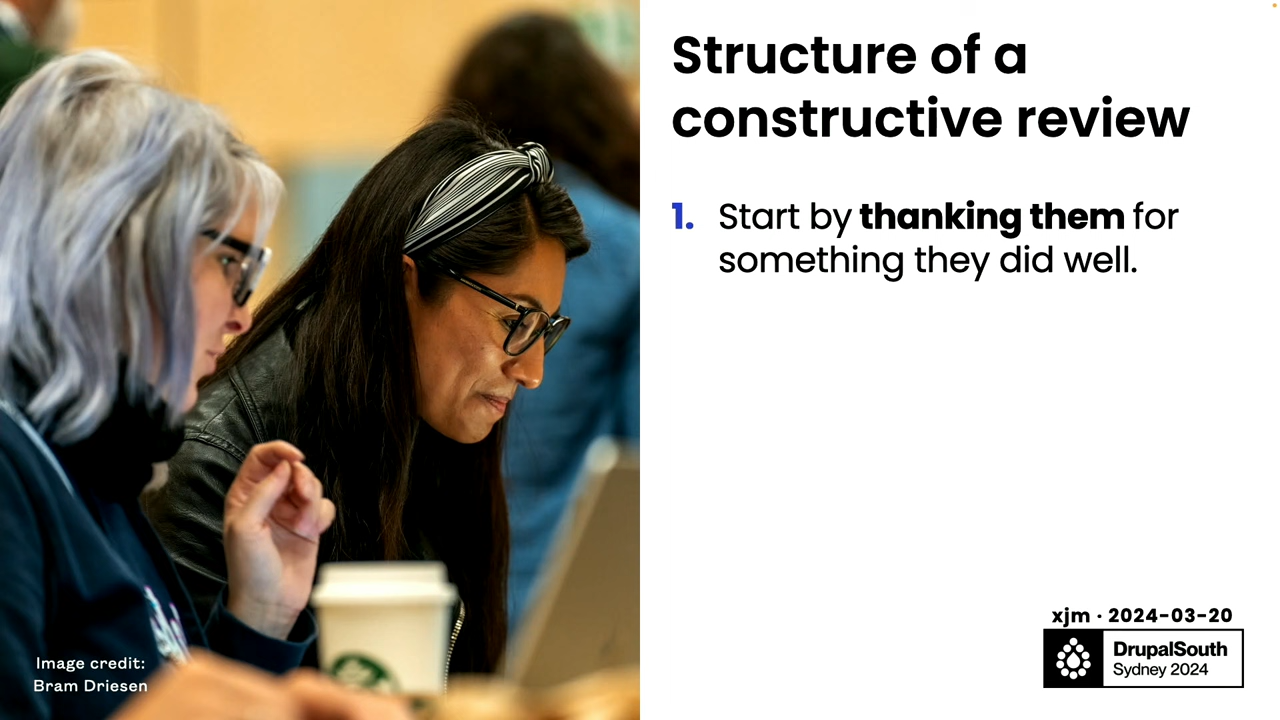 Structure of a
constructive review
1. Start by thanking them for
something they did well.
xjm · 2024-03-20
DrupalSouth
Sydney 2024
Image credit:
Bram Driesen